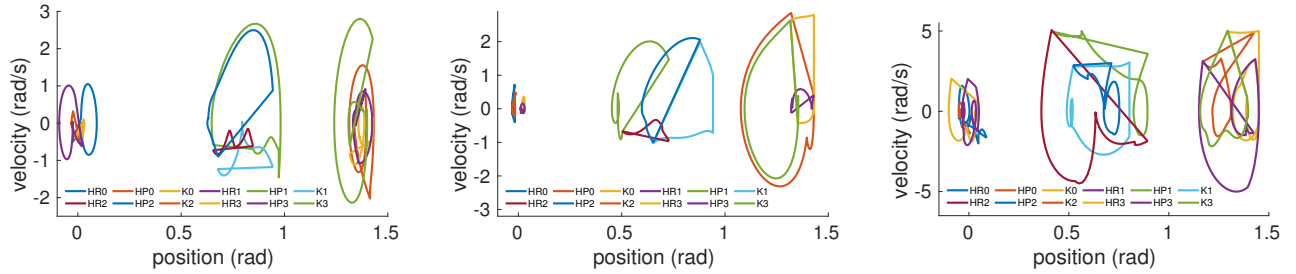 3
2
1
0
-1
-2
velocity (rad/s)
HR0 HP0 K0 HR1 HP1 K1
HR2 HP2 K2 HR3 HP3 K3
0 0.5 1 1.5
position (rad)
2
1
0
-1
-2
-3
velocity (rad/s)
HR0 HP0 K0 HR1 HP1 K1
HR2 HP2 K2 HR3 HP3 K3
0 0.5 1 1.5
position (rad)
5
0
-5
velocity (rad/s)
HR0 HP0 K0 HR1 HP1 K1
HR2 HP2 K2 HR3 HP3 K3
0 0.5 1 1.5
position (rad)